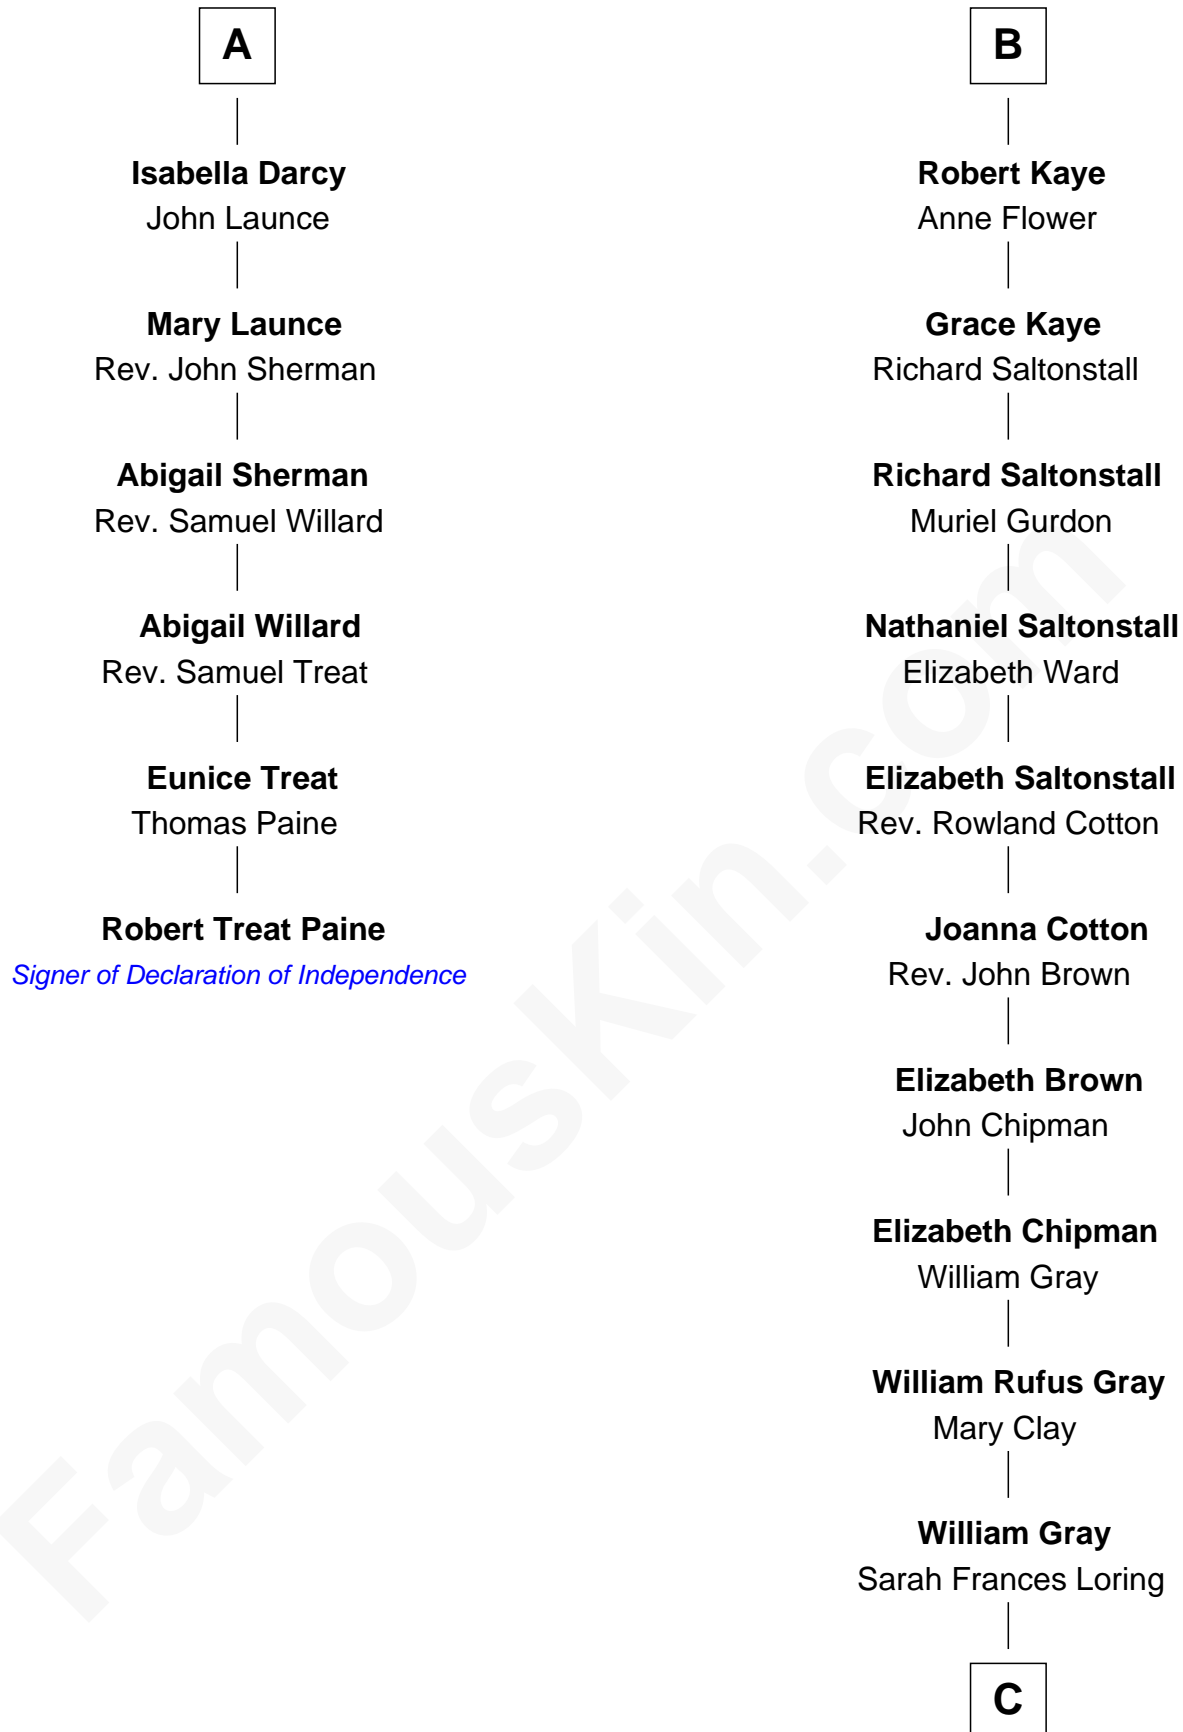 A
Isabella Darcy
John Launce
Mary Launce
Rev. John Sherman
Abigail Sherman
Rev. Samuel Willard
Abigail Willard
Rev. Samuel Treat
Eunice Treat
Thomas Paine
Robert Treat Paine
Signer of Declaration of Independence
B
Robert Kaye
Anne Flower
Grace Kaye
Richard Saltonstall
Richard Saltonstall
Muriel Gurdon
Nathaniel Saltonstall
Elizabeth Ward
Elizabeth Saltonstall
Rev. Rowland Cotton
Joanna Cotton
Rev. John Brown
Elizabeth Brown
John Chipman
Elizabeth Chipman
William Gray
William Rufus Gray
Mary Clay
William Gray
Sarah Frances Loring
C
FamousKin.com